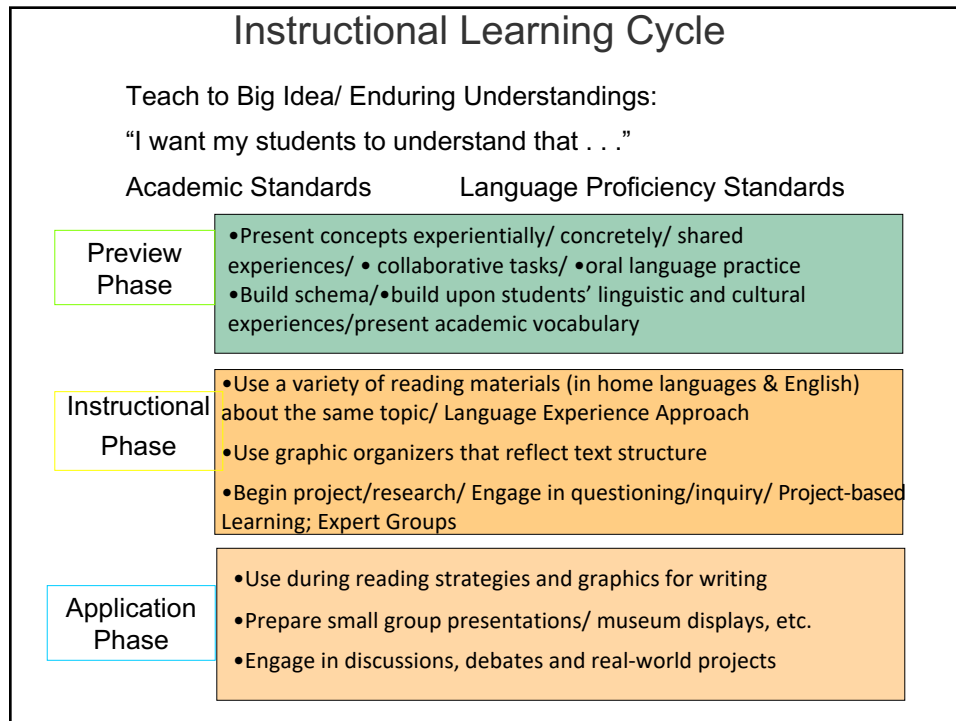 Instructional Learning Cycle
Teach to Big Idea/ Enduring Understandings:
“I want my students to understand that . . .”
Academic Standards Language Proficiency Standards
Preview
Phase
•Present concepts experientially/ concretely/ shared
experiences/ • collaborative tasks/ •oral language practice
•Build schema/•build upon students’ linguistic and cultural
experiences/present academic vocabulary
Instructional
Phase
•Use a variety of reading materials (in home languages & English)
about the same topic/ Language Experience Approach
•Use graphic organizers that reflect text structure
•Begin project/research/ Engage in questioning/inquiry/ Project-based
Learning; Expert Groups
Application
Phase
•Use during reading strategies and graphics for writing
•Prepare small group presentations/ museum displays, etc.
•Engage in discussions, debates and real-world projects